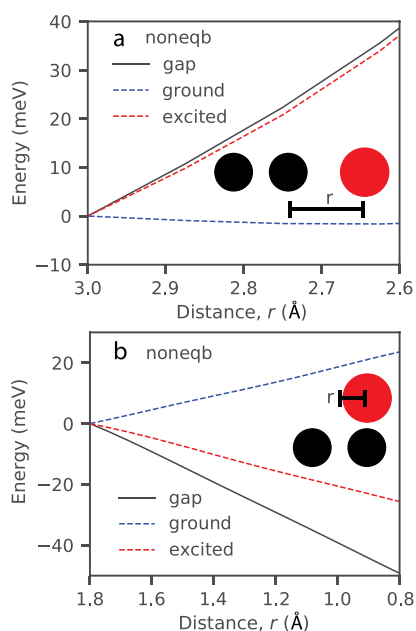 a noneqb
gap
ground
excited
r
Energy (meV)
40
30
20
10
0
−10
3.0 2.9 2.8 2.7 2.6
Distance, r (Å)
b noneqb
r
gap
ground
excited
Energy (meV)
20
0
−20
−40
1.8 1.6 1.4 1.2 1.0 0.8
Distance, r (Å)